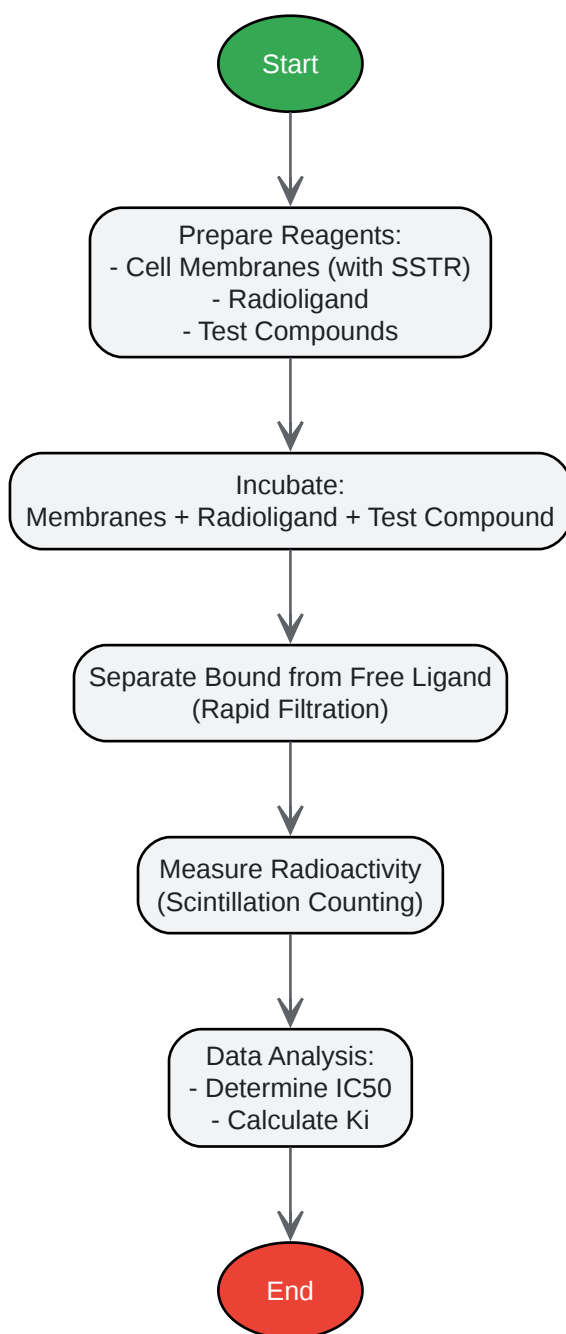 Start
Prepare Reagents:
- Cell Membranes (with SSTR)
- Radioligand
- Test Compounds
Incubate:
Membranes + Radioligand + Test Compound
Separate Bound from Free Ligand
(Rapid Filtration)
Measure Radioactivity
(Scintillation Counting)
Data Analysis:
- Determine IC50
- Calculate Ki
End